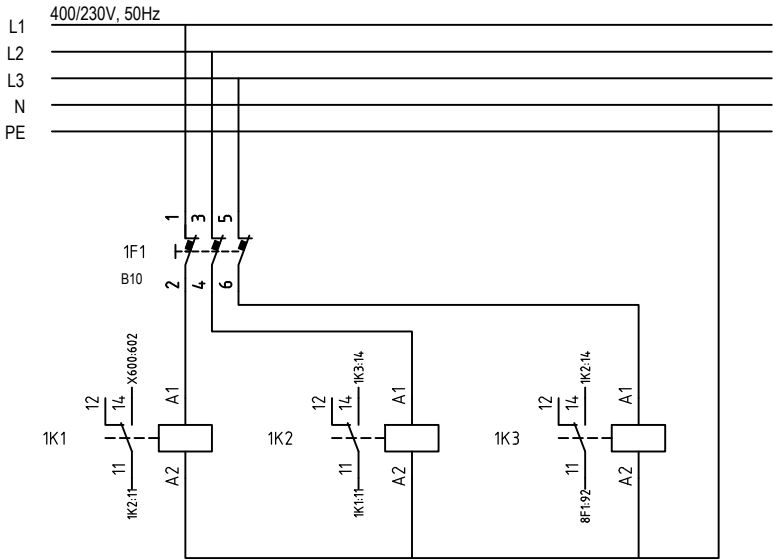 400/230V, 50Hz
L1
L2
L3
N
PE
1 3 5
1F1
B10
2 4 6
X600:602
1K3:14
1K2:14
12 14 A1
12 14 A1
12 14 A1
1K1
1K2
1K3
11 A2
11 A2
11 A2
1K2:11
1K1:11
8F1:92